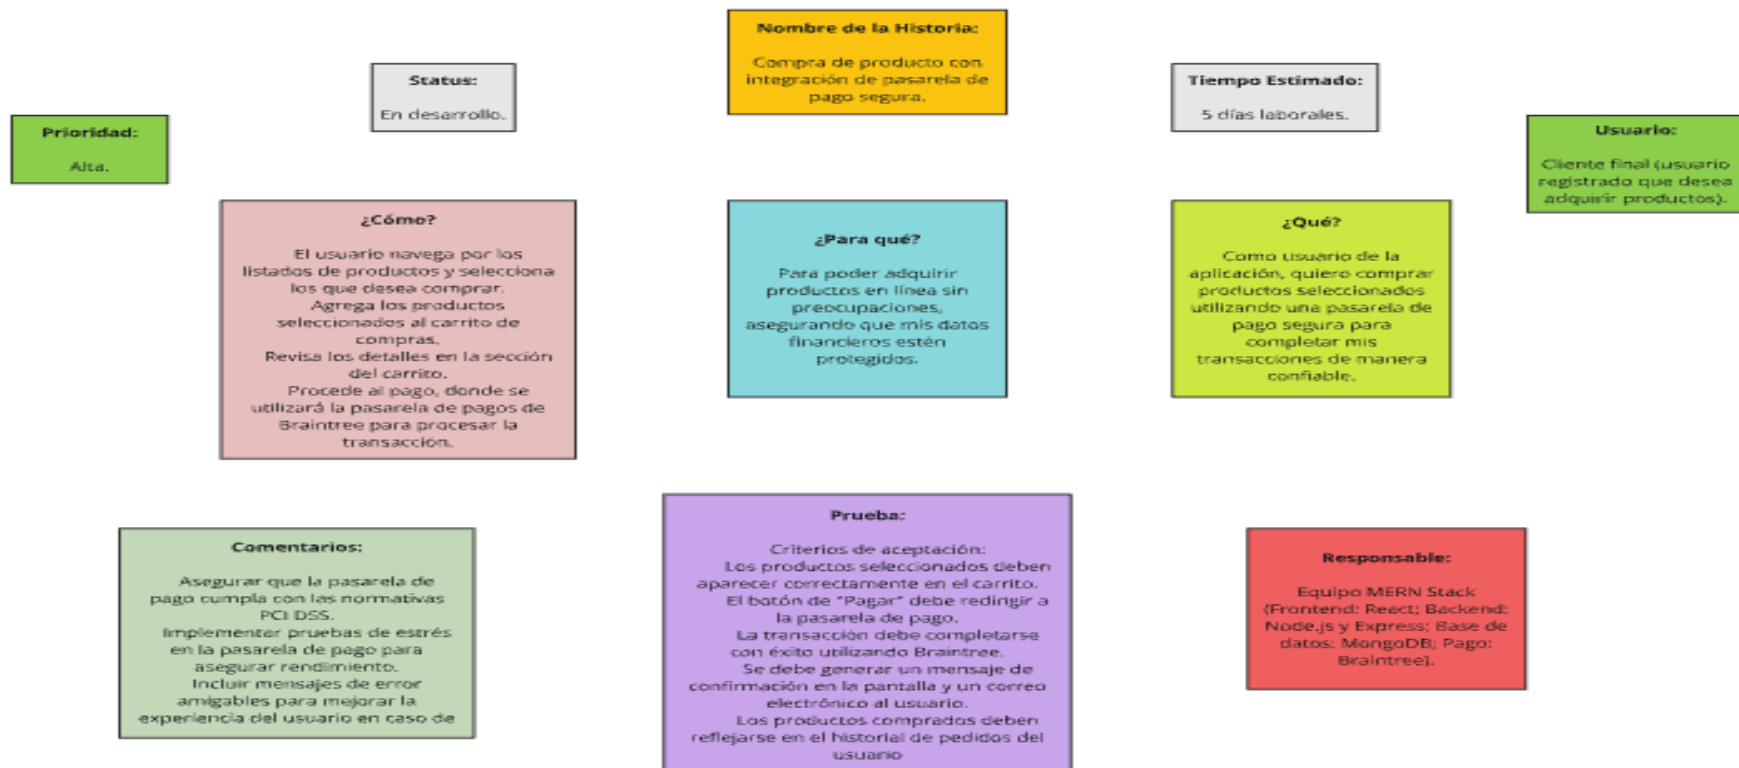 Nombre de la Historia:
Compra de producto con
integración de pasarela de
pago segura.
Status:
En desarrollo.
Tiempo Estimado:
5 días laborales.
Prioridad:
Alta.
Usuario:
Cliente final (usuario
registrado que desea
adquirir productos).
¿Cómo?
El usuario navega por los
listados de productos y selecciona
los que desea comprar.
Agrega los productos
seleccionados al carrito de
compras.
Revisa los detalles en la sección
del carrito.
Procede al pago, donde se
utilizará la pasarela de pagos de
Braintree para procesar la
transacción.
¿Para qué?
Para poder adquirir
productos en línea sin
preocupaciones,
asegurando que mis datos
financieros estén
protegidos.
¿Qué?
Como usuario de la
aplicación, quiero comprar
productos seleccionados
utilizando una pasarela de
pago segura para
completar mis
transacciones de manera
confiable.
Comentarios:
Asegurar que la pasarela de
pago cumpla con las normativas
PCI DSS.
Implementar pruebas de estrés
en la pasarela de pago para
asegurar rendimiento.
Incluir mensajes de error
amigables para mejorar la
experiencia del usuario en caso de
Prueba:
Criterios de aceptación:
Los productos seleccionados deben
aparecer correctamente en el carrito.
El botón de "Pagar" debe redirigir a
la pasarela de pago.
La transacción debe completarse
con éxito utilizando Braintree.
Se debe generar un mensaje de
confirmación en la pantalla y un correo
electrónico al usuario.
Los productos comprados deben
reflejarse en el historial de pedidos del
usuario
Responsable:
Equipo MERN Stack
(Frontend: React; Backend:
Node.js y Express; Base de
datos: MongoDB; Pago:
Braintree).